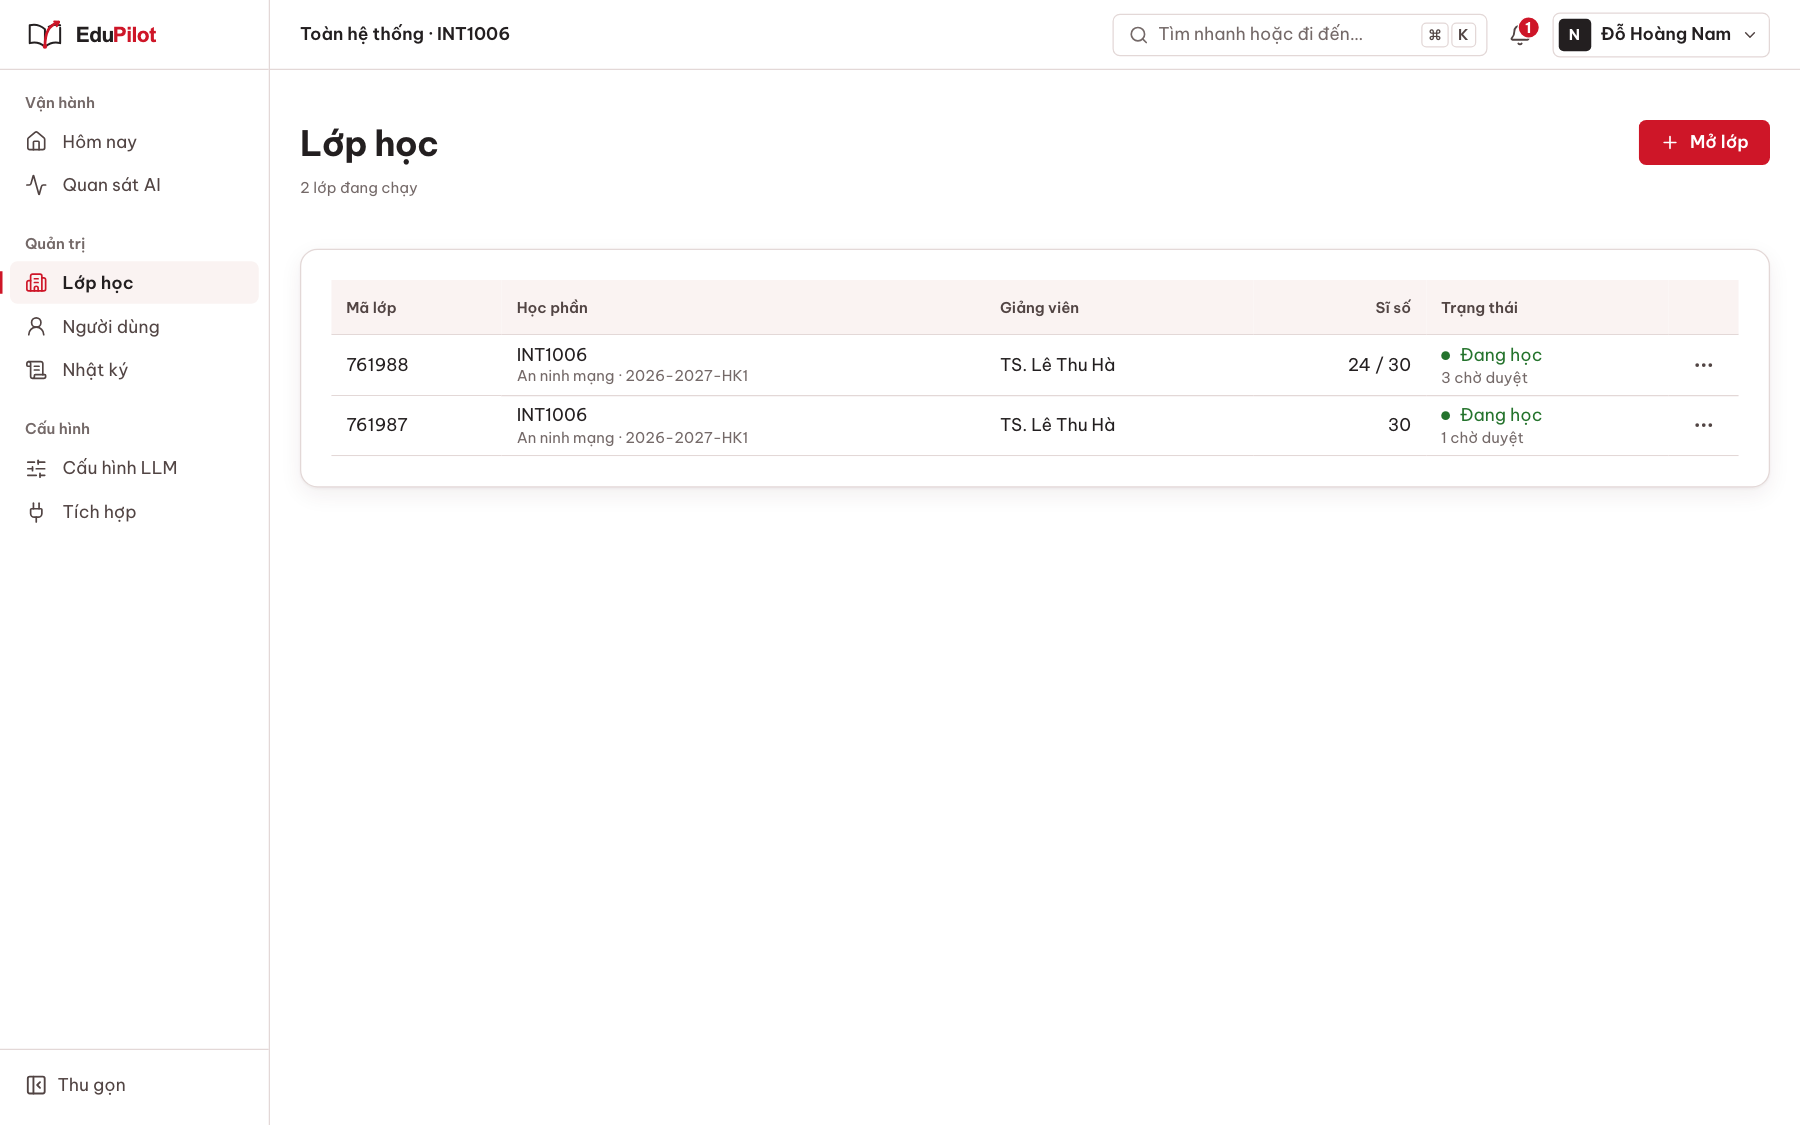 EduPilot
Toàn hệ thống · INT1006
Tìm nhanh hoặc đi đến...
⌘ K
1
N
Đỗ Hoàng Nam
Vận hành
Hôm nay
Quan sát AI
Quản trị
Lớp học
Người dùng
Nhật ký
Cấu hình
Cấu hình LLM
Tích hợp
Thu gọn
Lớp học
2 lớp đang chạy
+ Mở lớp
Mã lớp Học phần Giảng viên Sĩ số Trạng thái
761988 INT1006 TS. Lê Thu Hà 24 / 30 Đang học
An ninh mạng · 2026-2027-HK1 3 chờ duyệt
761987 INT1006 TS. Lê Thu Hà 30 Đang học
An ninh mạng · 2026-2027-HK1 1 chờ duyệt